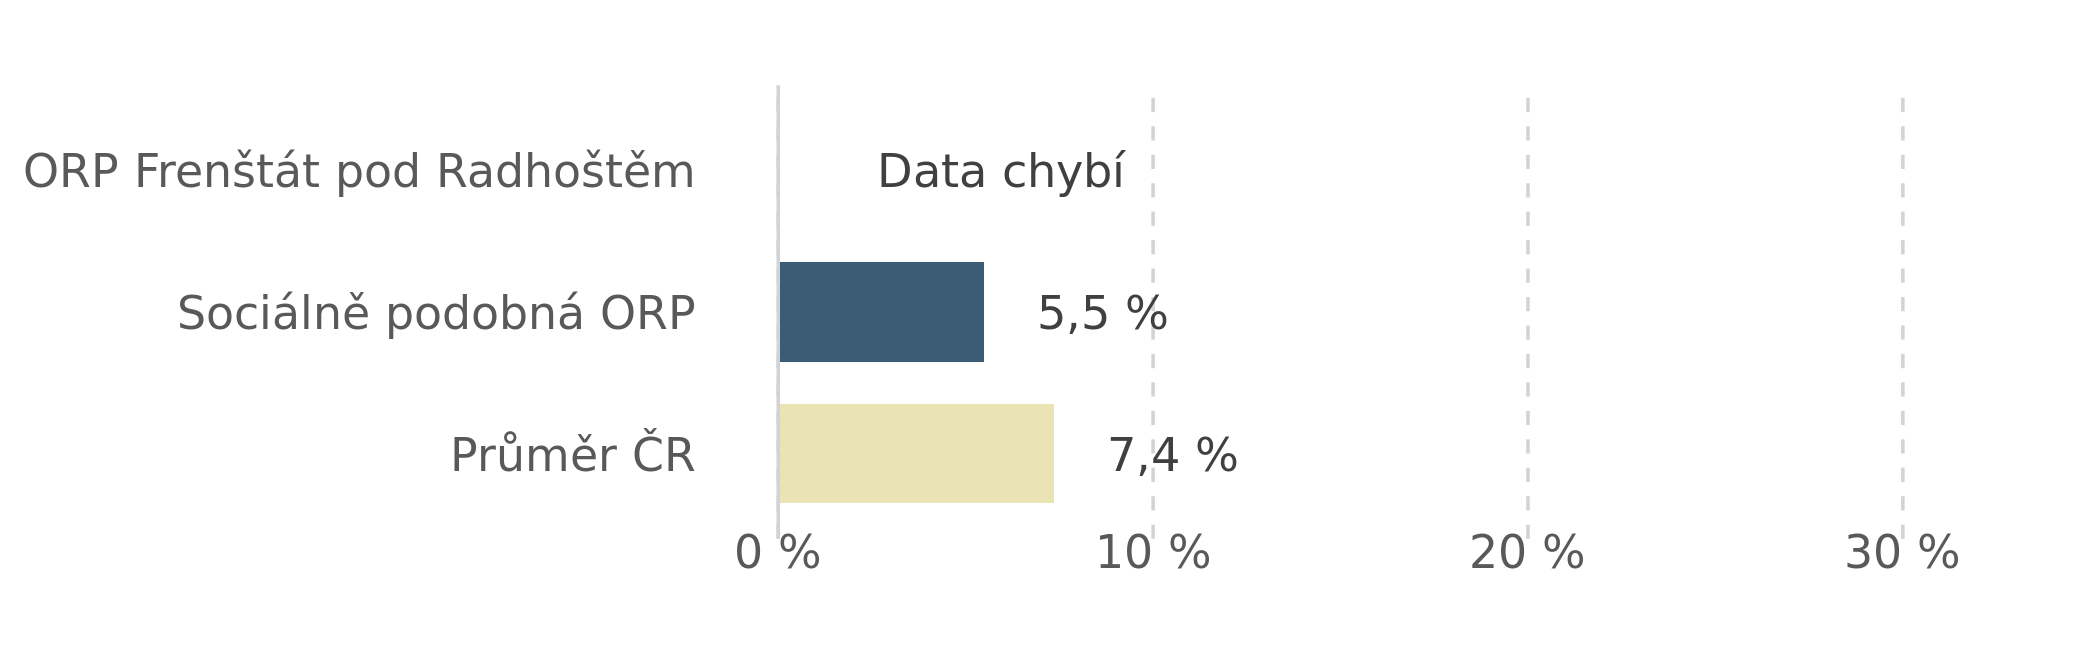 ORP Frenštát pod Radhoštěm Data chybí
Sociálně podobná ORP 5,5 %
Průměr ČR 7,4 %
0 % 10 % 20 % 30 %